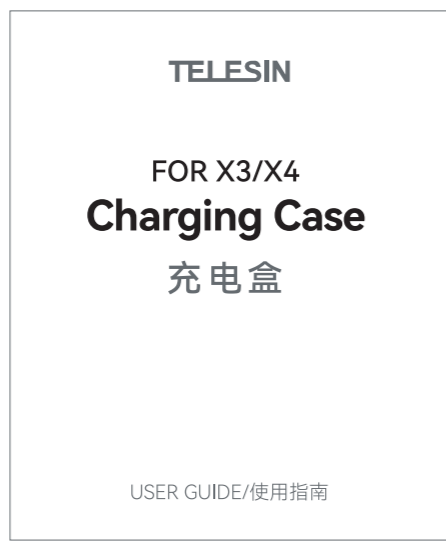 TELESIN
FOR X3/X4
Charging Case
充电盒
USER GUIDE/使用指南